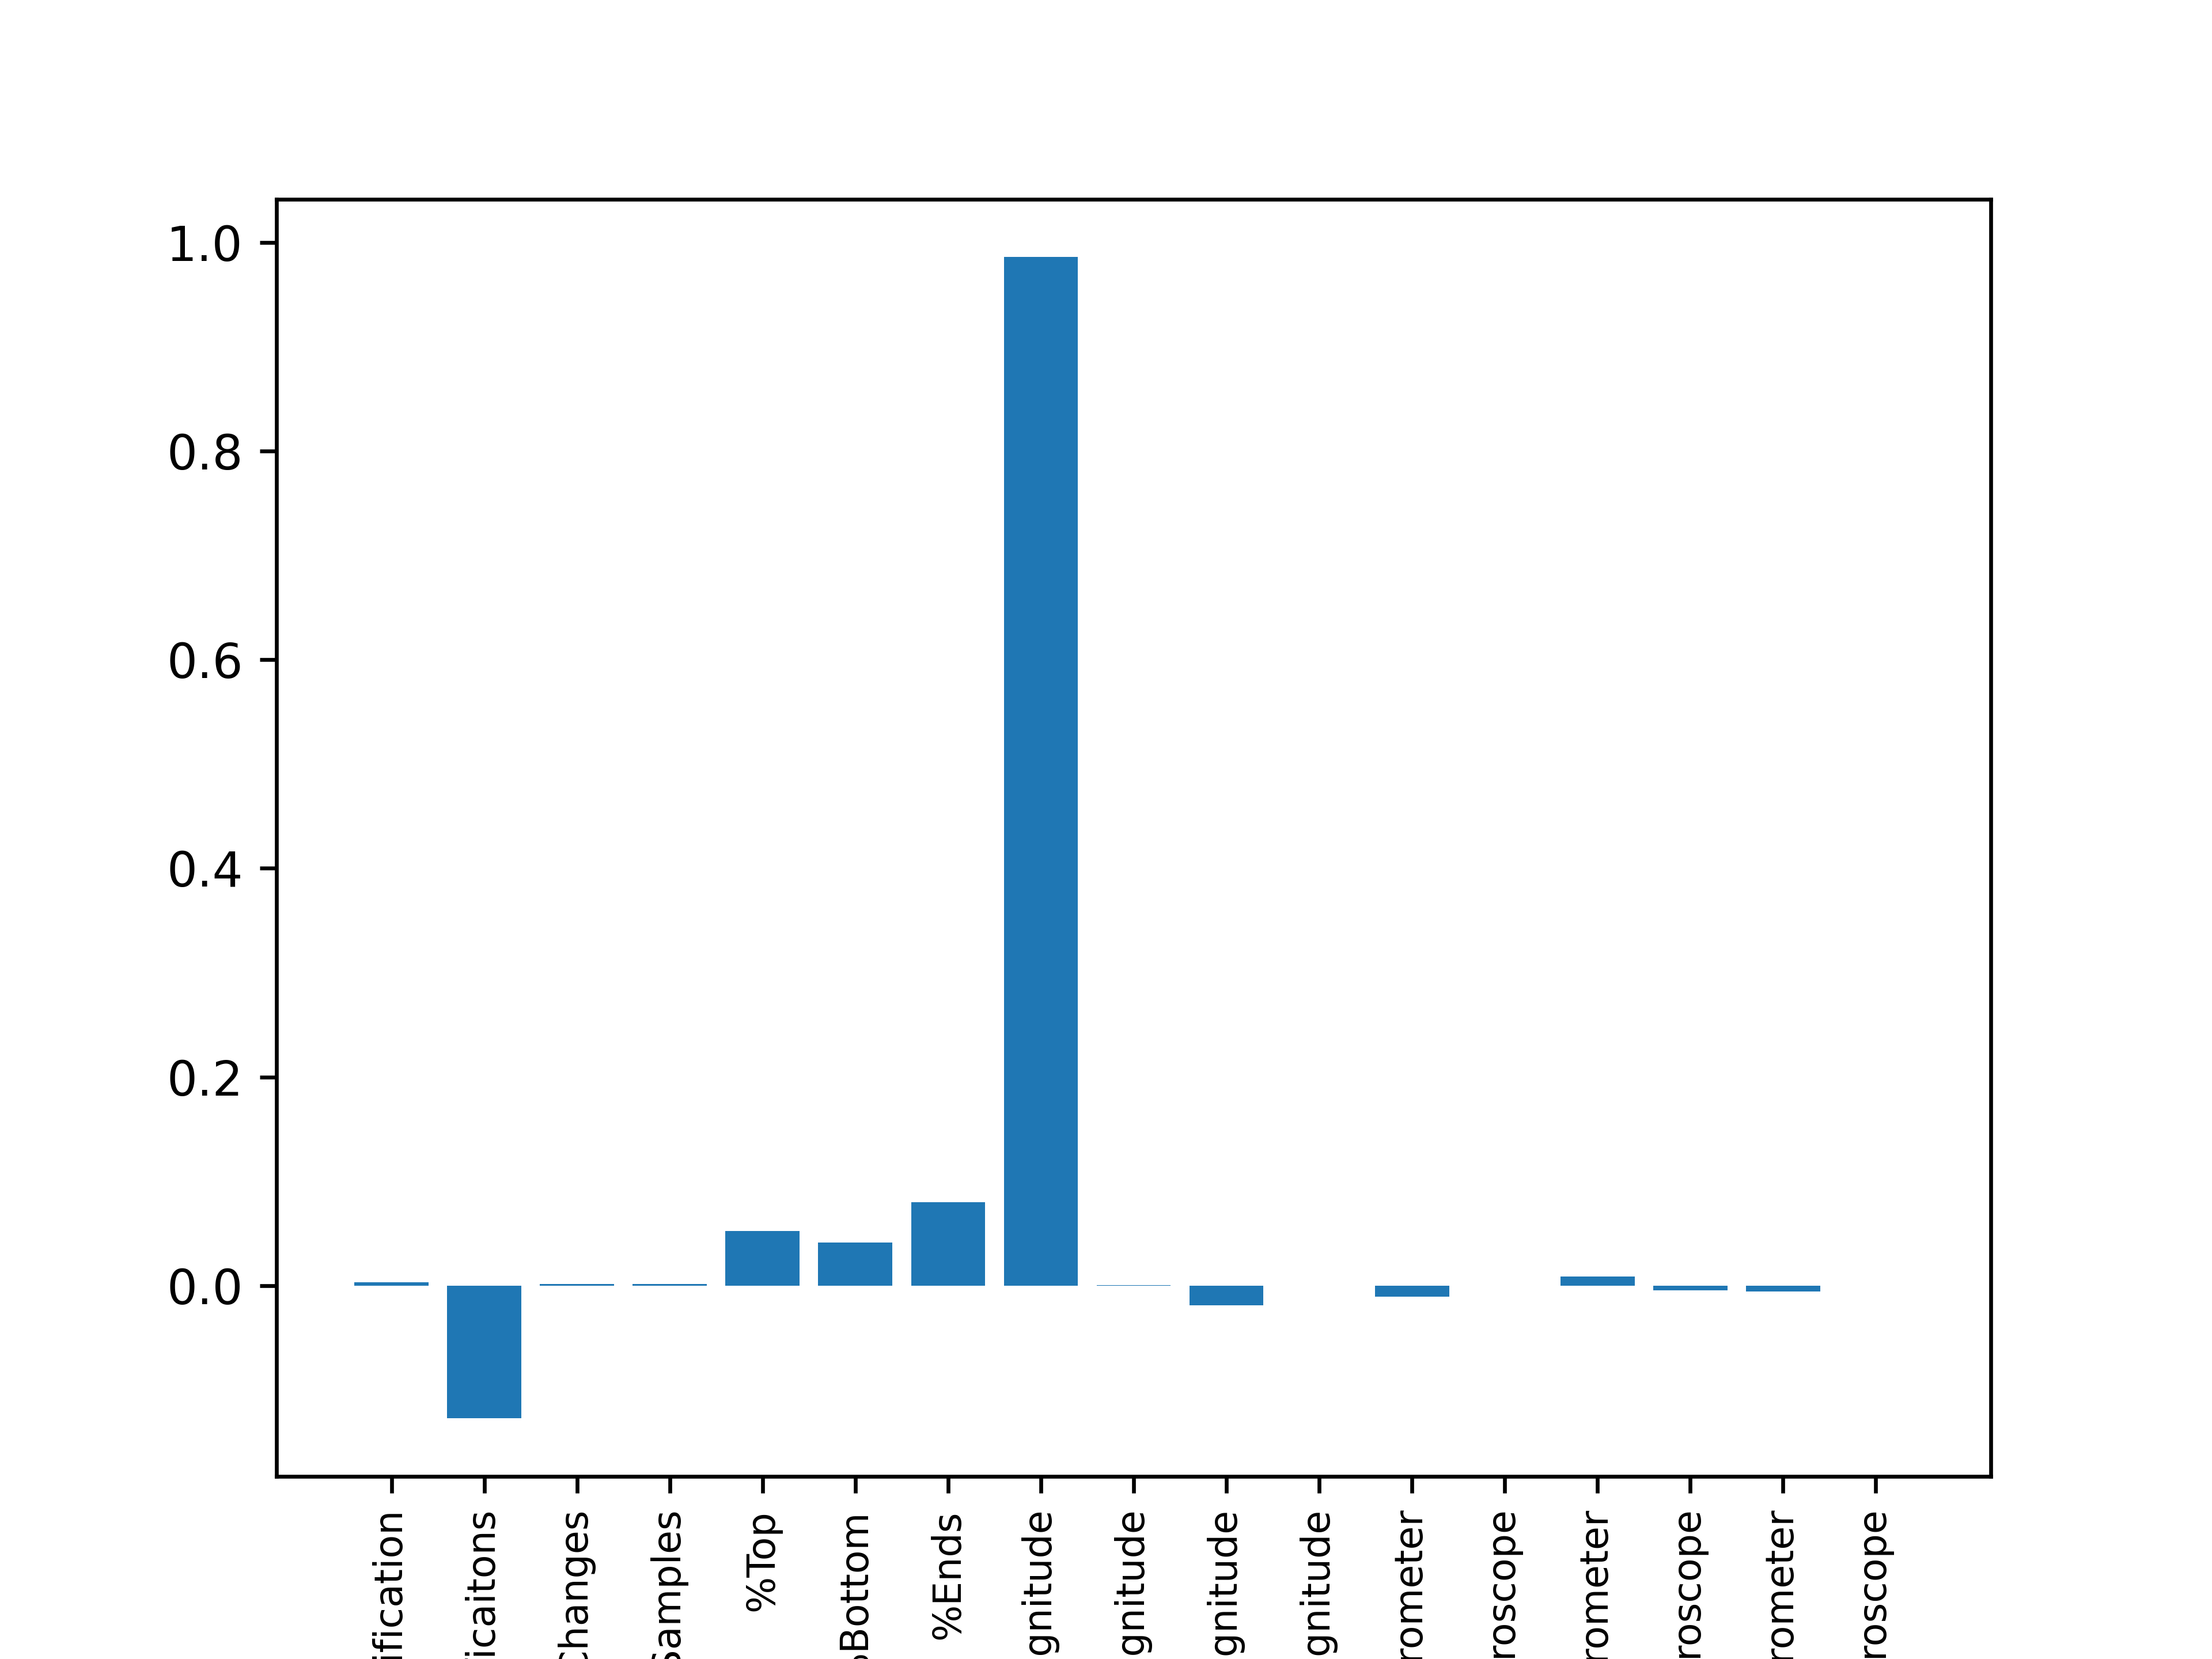 1.0
0.8
0.6
0.4
0.2
0.0
ification
icaitons
Changes
Samples
%Top
%Bottom
%Ends
gnitude
gnitude
gnitude
gnitude
rometer
roscope
rometer
roscope
rometer
roscope